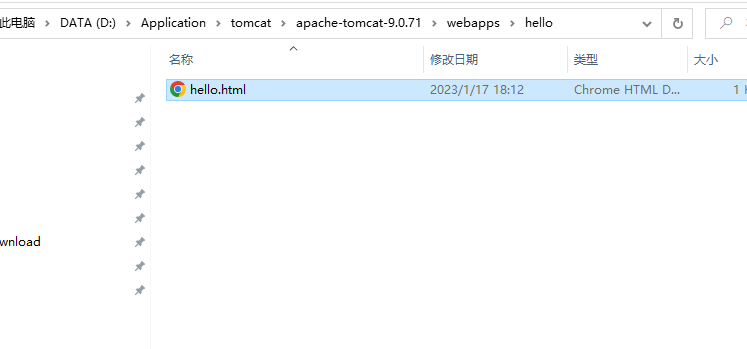 此电脑 › DATA (D:) › Application › tomcat › apache-tomcat-9.0.71 › webapps › hello
名称 修改日期 类型 大小
hello.html 2023/1/17 18:12 Chrome HTML D... 1
wnload